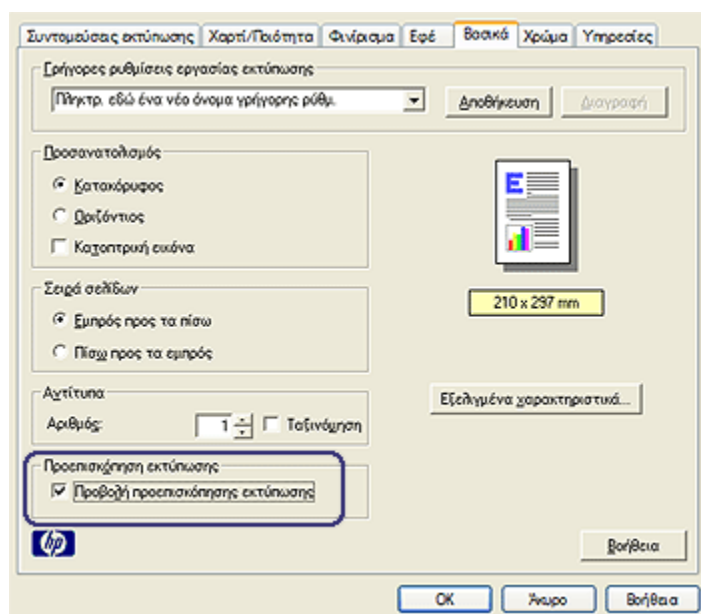 Συντομεύσεις εκτύπωσης Χαρτί/Ποιότητα Φινίρισμα Εφέ Βασικά Χρώμα Υπηρεσίες
Γρήγορες ρυθμίσεις εργασίας εκτύπωσης
Πληκτρ. εδώ ένα νέο όνομα γρήγορης ρύθμ. Αποθήκευση Διαγραφή
Προσανατολισμός
Κατακόρυφος
Οριζόντιος
Κατοπτρική εικόνα
E
Σειρά σελίδων
210 x 297 mm
Εμπρός προς τα πίσω
Πίσω προς τα εμπρός
Αντίτυπα
Εξελιγμένα χαρακτηριστικά...
Αριθμός: 1 Ταξινόμηση
Προεπισκόπηση εκτύπωσης
Προβολή προεπισκόπησης εκτύπωσης
hp
Βοήθεια
OK Άκυρο Βοήθεια